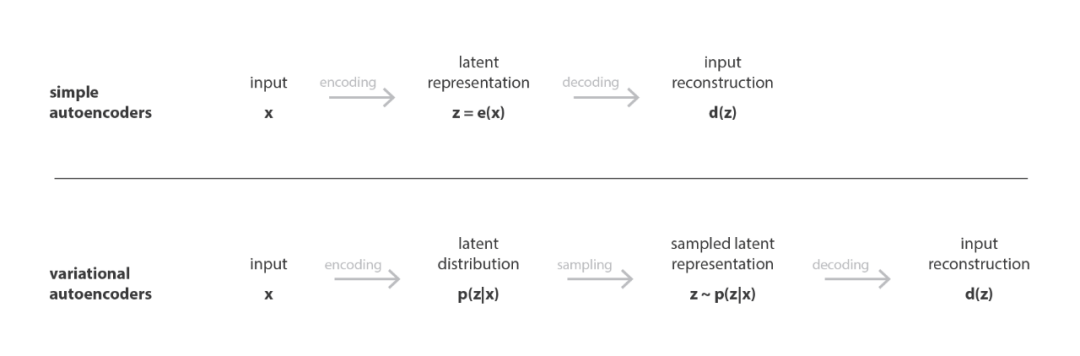 simple
autoencoders
input
x
encoding
latent
representation
z = e(x)
decoding
input
reconstruction
d(z)
variational
autoencoders
input
x
encoding
latent
distribution
p(z|x)
sampling
sampled latent
representation
z ~ p(z|x)
decoding
input
reconstruction
d(z)